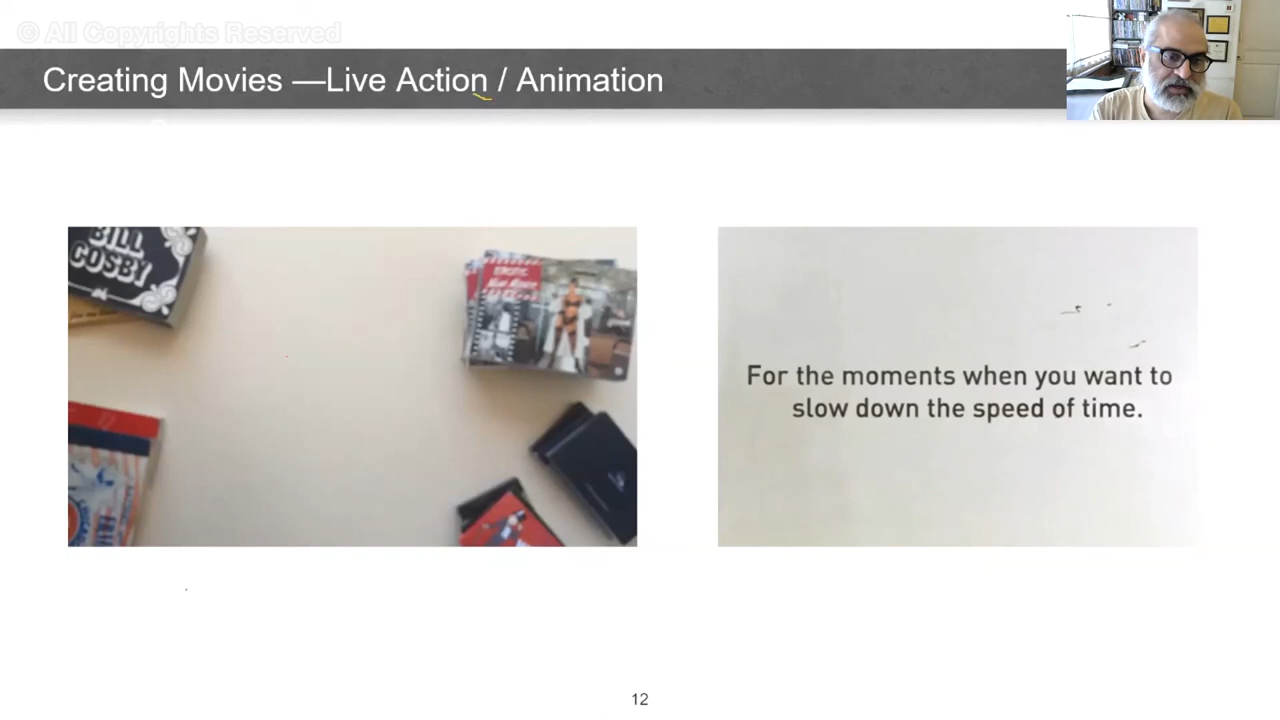 © All Copyrights Reserved
Creating Movies —Live Action / Animation
BILL
COSBY
For the moments when you want to
slow down the speed of time.
12